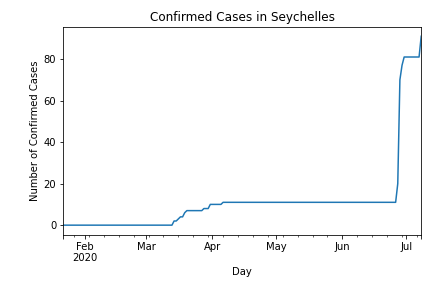 Confirmed Cases in Seychelles
Number of Confirmed Cases
80
60
40
20
0
Feb Mar Apr May Jun Jul
2020
Day